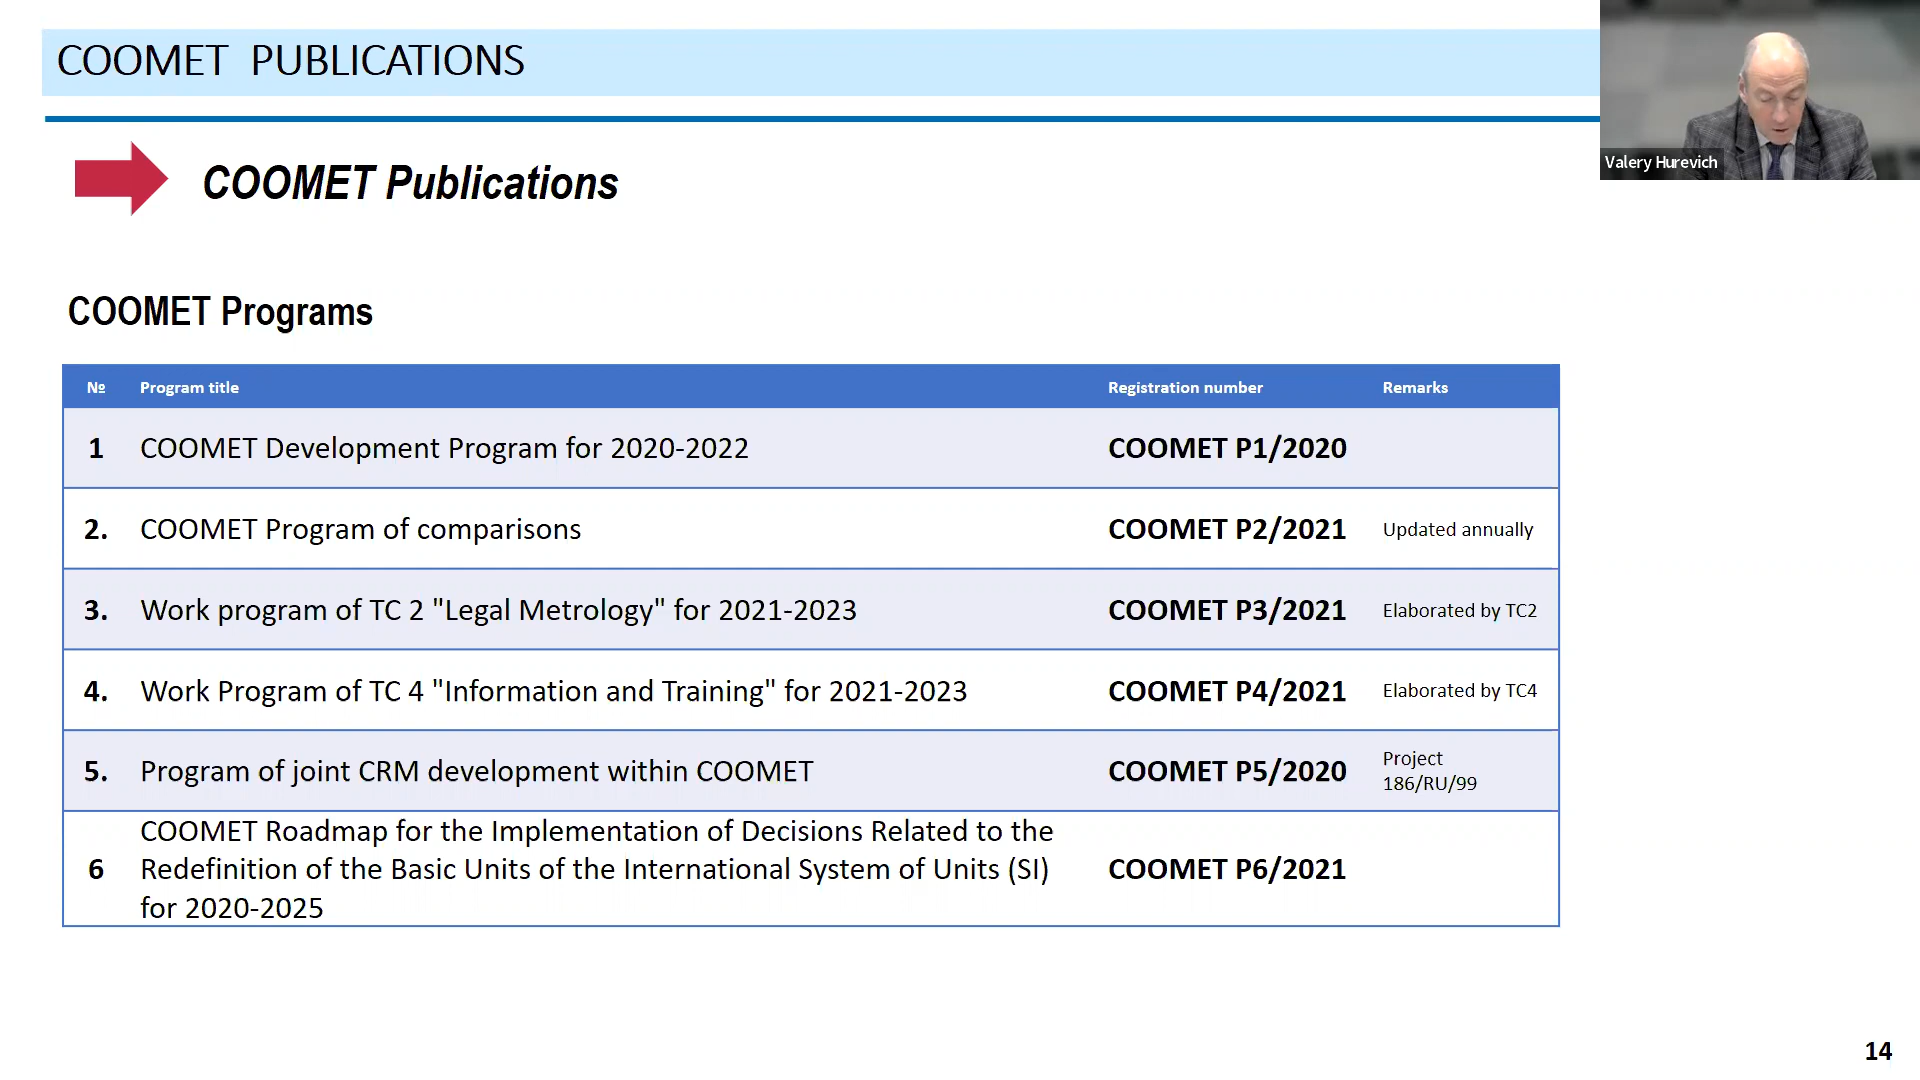 COOMET PUBLICATIONS
Valery Hurevich
COOMET Publications
COOMET Programs
№ Program title Registration number Remarks
1 COOMET Development Program for 2020-2022 COOMET P1/2020
2. COOMET Program of comparisons COOMET P2/2021 Updated annually
3. Work program of TC 2 "Legal Metrology" for 2021-2023 COOMET P3/2021 Elaborated by TC2
4. Work Program of TC 4 "Information and Training" for 2021-2023 COOMET P4/2021 Elaborated by TC4
5. Program of joint CRM development within COOMET COOMET P5/2020 Project
186/RU/99
COOMET Roadmap for the Implementation of Decisions Related to the
6 Redefinition of the Basic Units of the International System of Units (SI) COOMET P6/2021
for 2020-2025
14